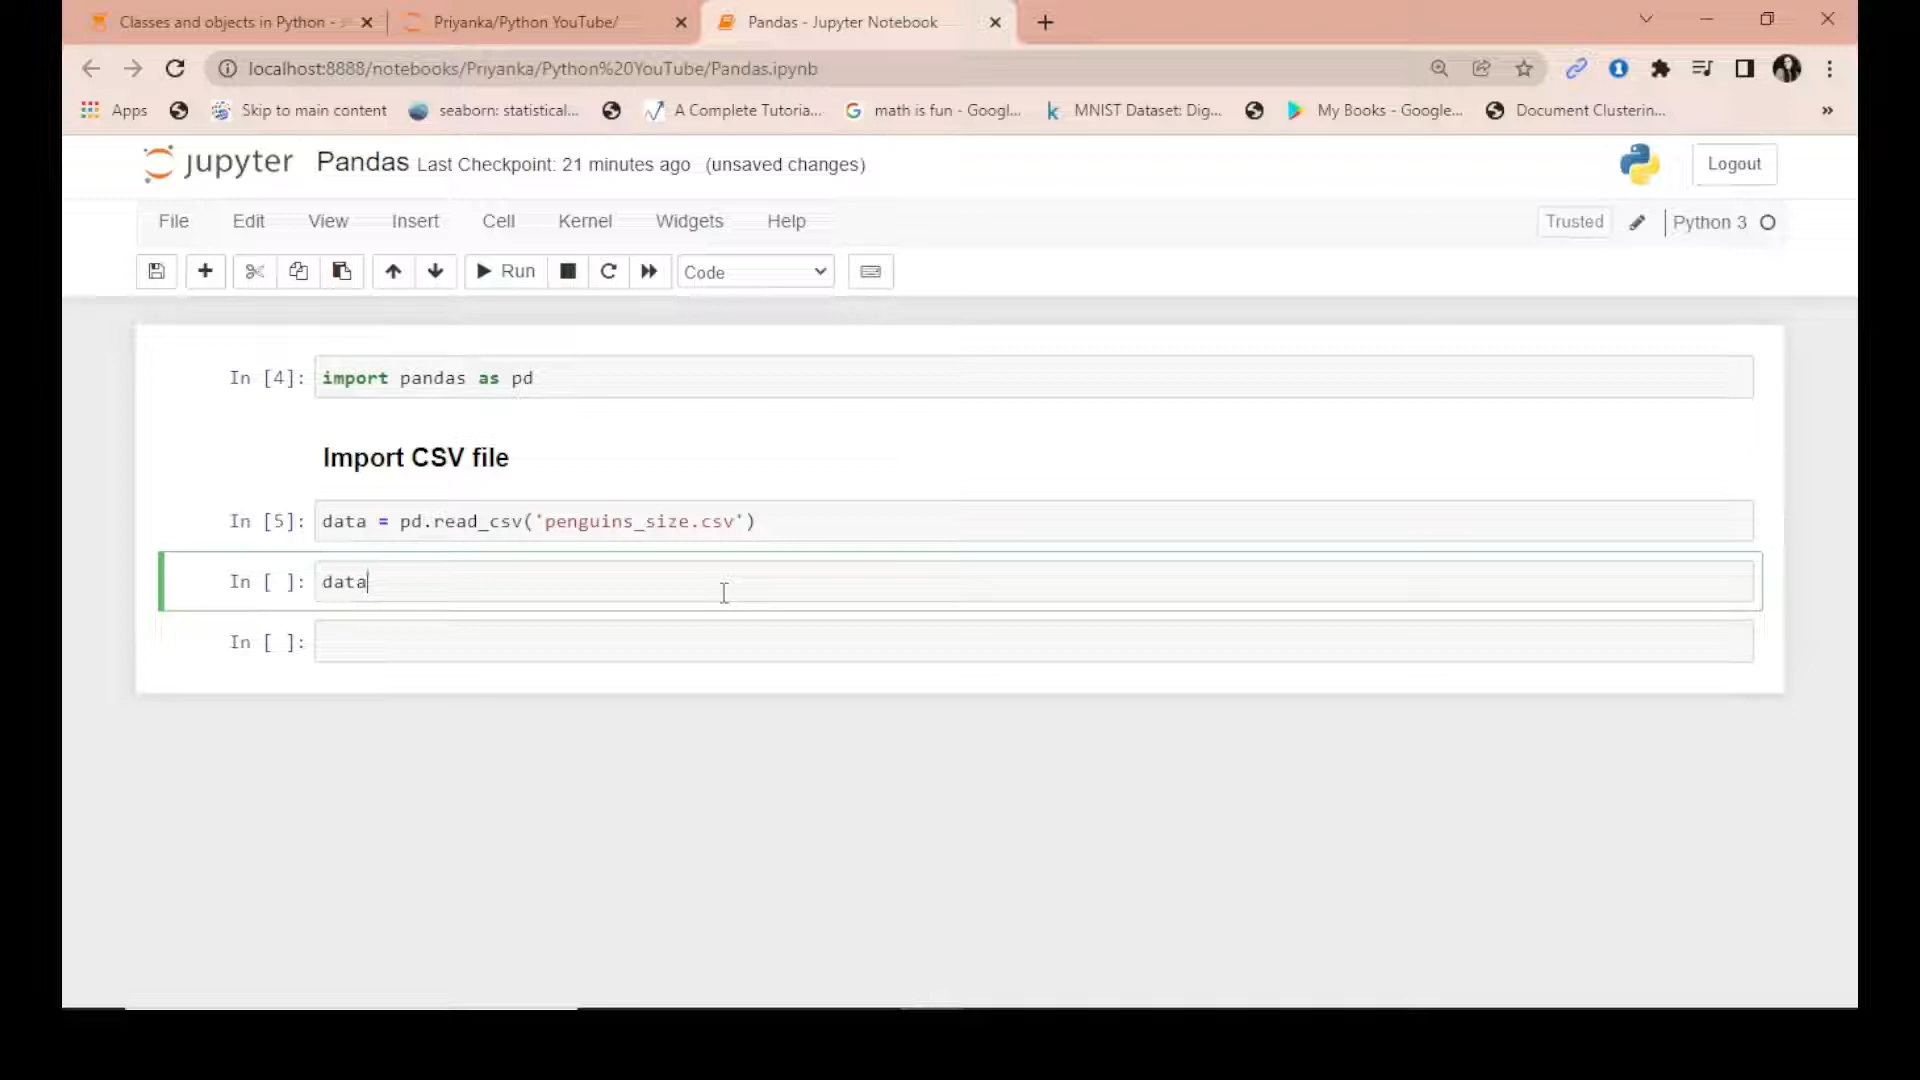 Classes and objects in Python -
Priyanka/Python YouTube/
Pandas - Jupyter Notebook
localhost:8888/notebooks/Priyanka/Python%20YouTube/Pandas.ipynb
Apps
Skip to main content
seaborn: statistical...
A Complete Tutoria...
math is fun - Googl...
MNIST Dataset: Dig...
My Books - Google...
Document Clusterin...
»
jupyter Pandas Last Checkpoint: 21 minutes ago (unsaved changes)
Logout
File Edit View Insert Cell Kernel Widgets Help
Trusted
Python 3
Run
Code
In [4]: import pandas as pd
Import CSV file
In [5]: data = pd.read_csv('penguins_size.csv')
In [ ]: data
In [ ]: